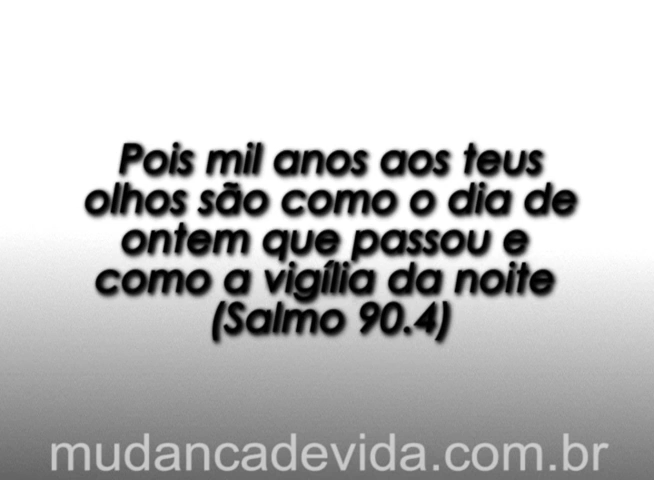 Pois mil anos aos teus
olhos são como o dia de
ontem que passou e
como a vigília da noite
(Salmo 90.4)
mudancadevida.com.br